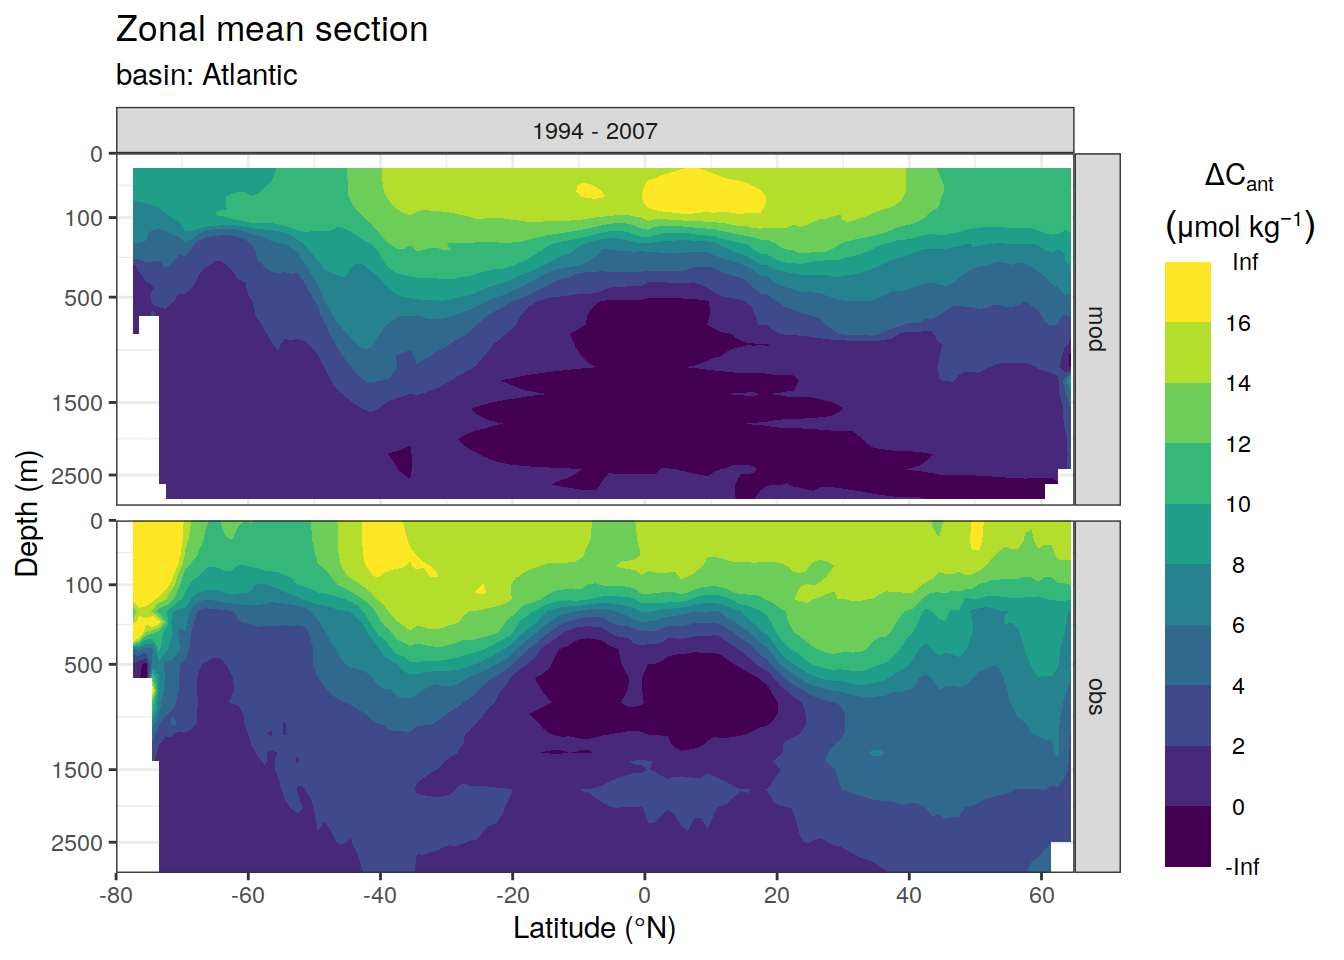 Zonal mean section
basin: Atlantic
1994 - 2007
0
100
500
1500
2500
mod
0
100
500
1500
2500
obs
Depth (m)
-80 -60 -40 -20 0 20 40 60
Latitude (°N)
ΔCant
(μmol kg⁻¹)
Inf
16
14
12
10
8
6
4
2
0
-Inf